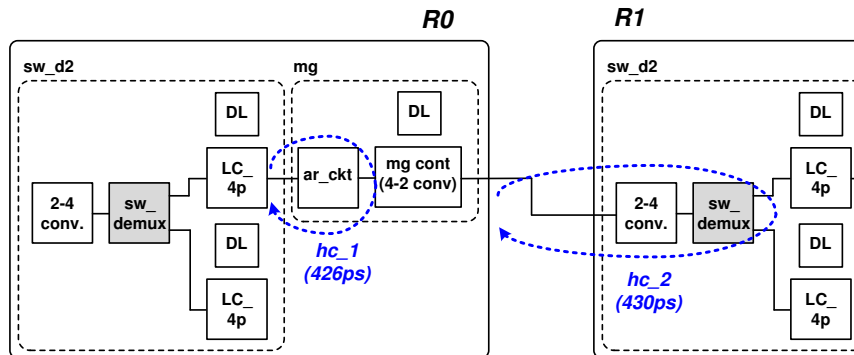 R0
R1
sw_d2
mg
sw_d2
DL
DL
DL
LC_
4p
ar_ckt
mg cont
(4-2 conv)
LC_
4p
2-4
conv.
sw_
demux
2-4
conv.
sw_
demux
DL
hc_1
(426ps)
DL
hc_2
(430ps)
LC_
4p
LC_
4p